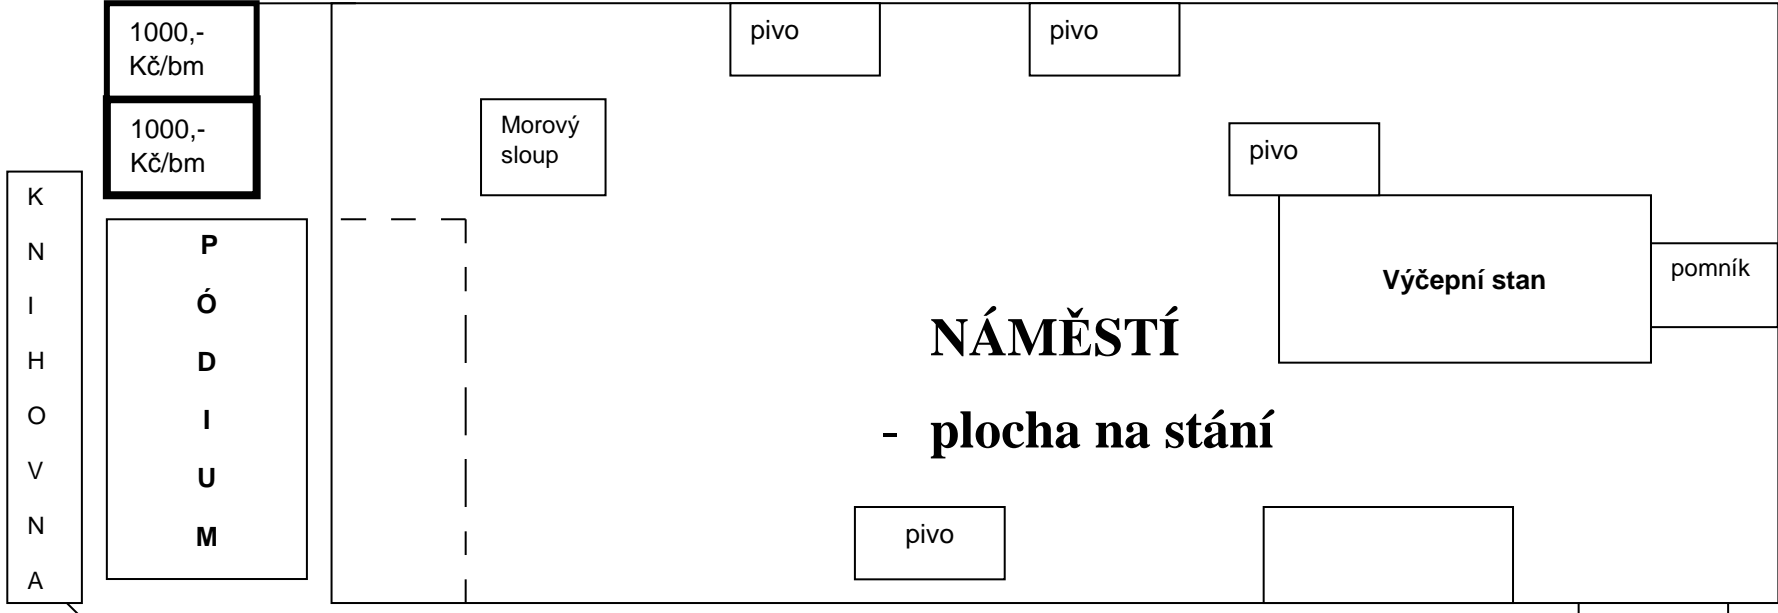 1000,-
Kč/bm
pivo
pivo
1000,-
Kč/bm
Morový
sloup
pivo
K
N
I
H
O
V
N
A
P
Ó
D
I
U
M
Výčepní stan
pomník
NÁMĚSTÍ
- plocha na stání
pivo